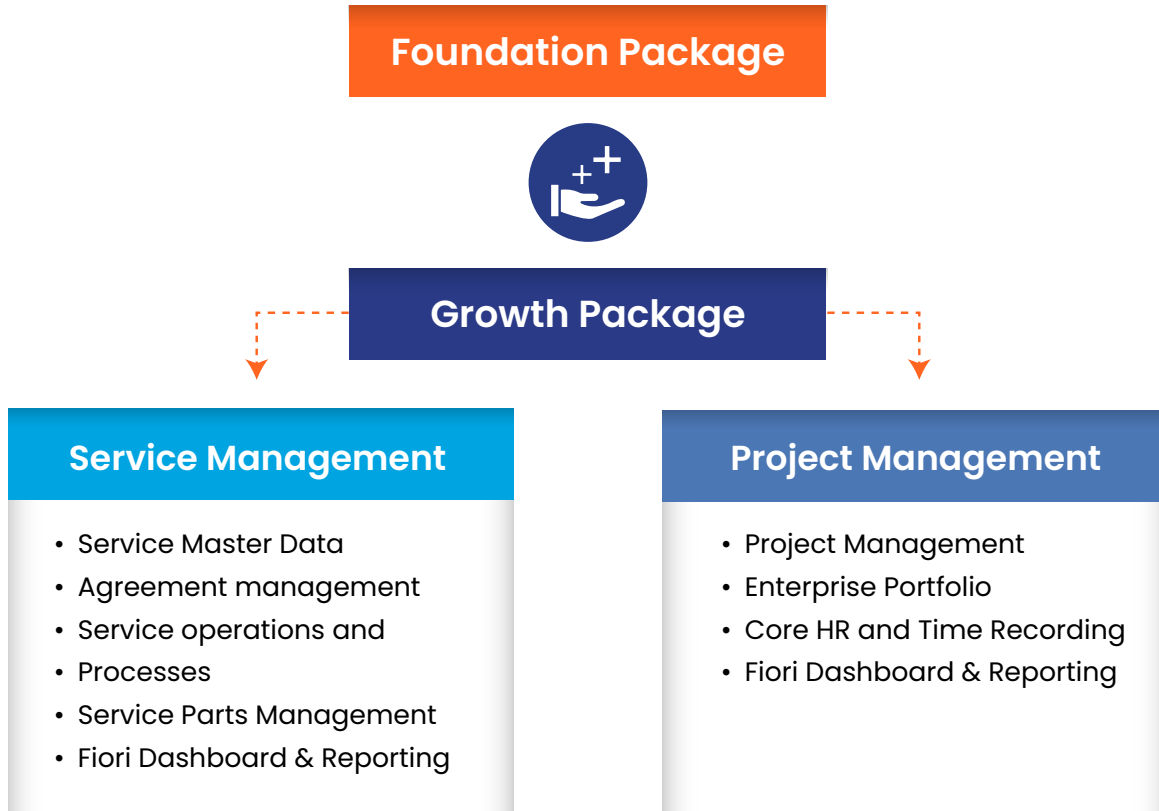 Foundation Package
Growth Package
Service Management
• Service Master Data
• Agreement management
• Service operations and
• Processes
• Service Parts Management
• Fiori Dashboard & Reporting
Project Management
• Project Management
• Enterprise Portfolio
• Core HR and Time Recording
• Fiori Dashboard & Reporting